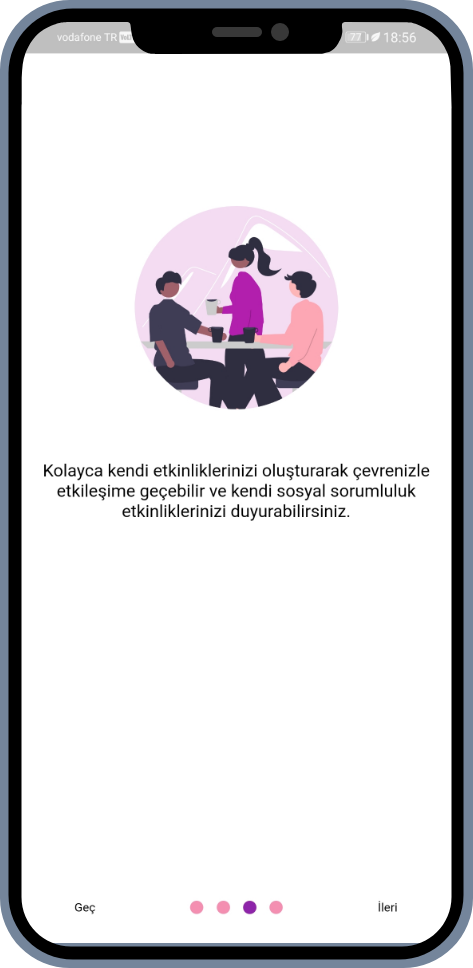 vodafone TR
77 18:56
Kolayca kendi etkinliklerinizi oluşturarak çevrenizle
etkileşime geçebilir ve kendi sosyal sorumluluk
etkinliklerinizi duyurabilirsiniz.
Geç
İleri